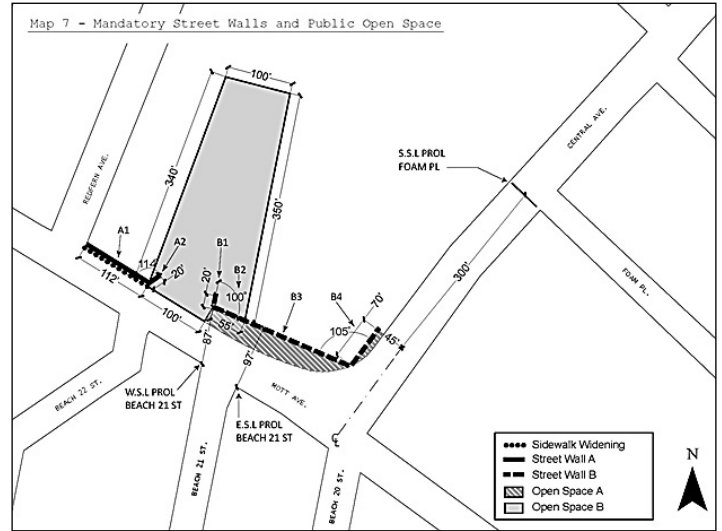 Map 7 - Mandatory Street Walls and Public Open Space
100'
CENTRAL AVE.
S.S.L PROL
FOAM PL
REDFERN AVE.
340'
350'
A1
A2
B1
B2
B3
B4
114°
20'
20'
100°
112'
100'
87'
55'
97'
105°
70'
45'
300'
FOAM PL.
W.S.L PROL
BEACH 21 ST
E.S.L PROL
BEACH 21 ST
MOTT AVE.
BEACH 22 ST.
BEACH 21 ST.
BEACH 20 ST.
CL
Sidewalk Widening
Street Wall A
Street Wall B
Open Space A
Open Space B
N